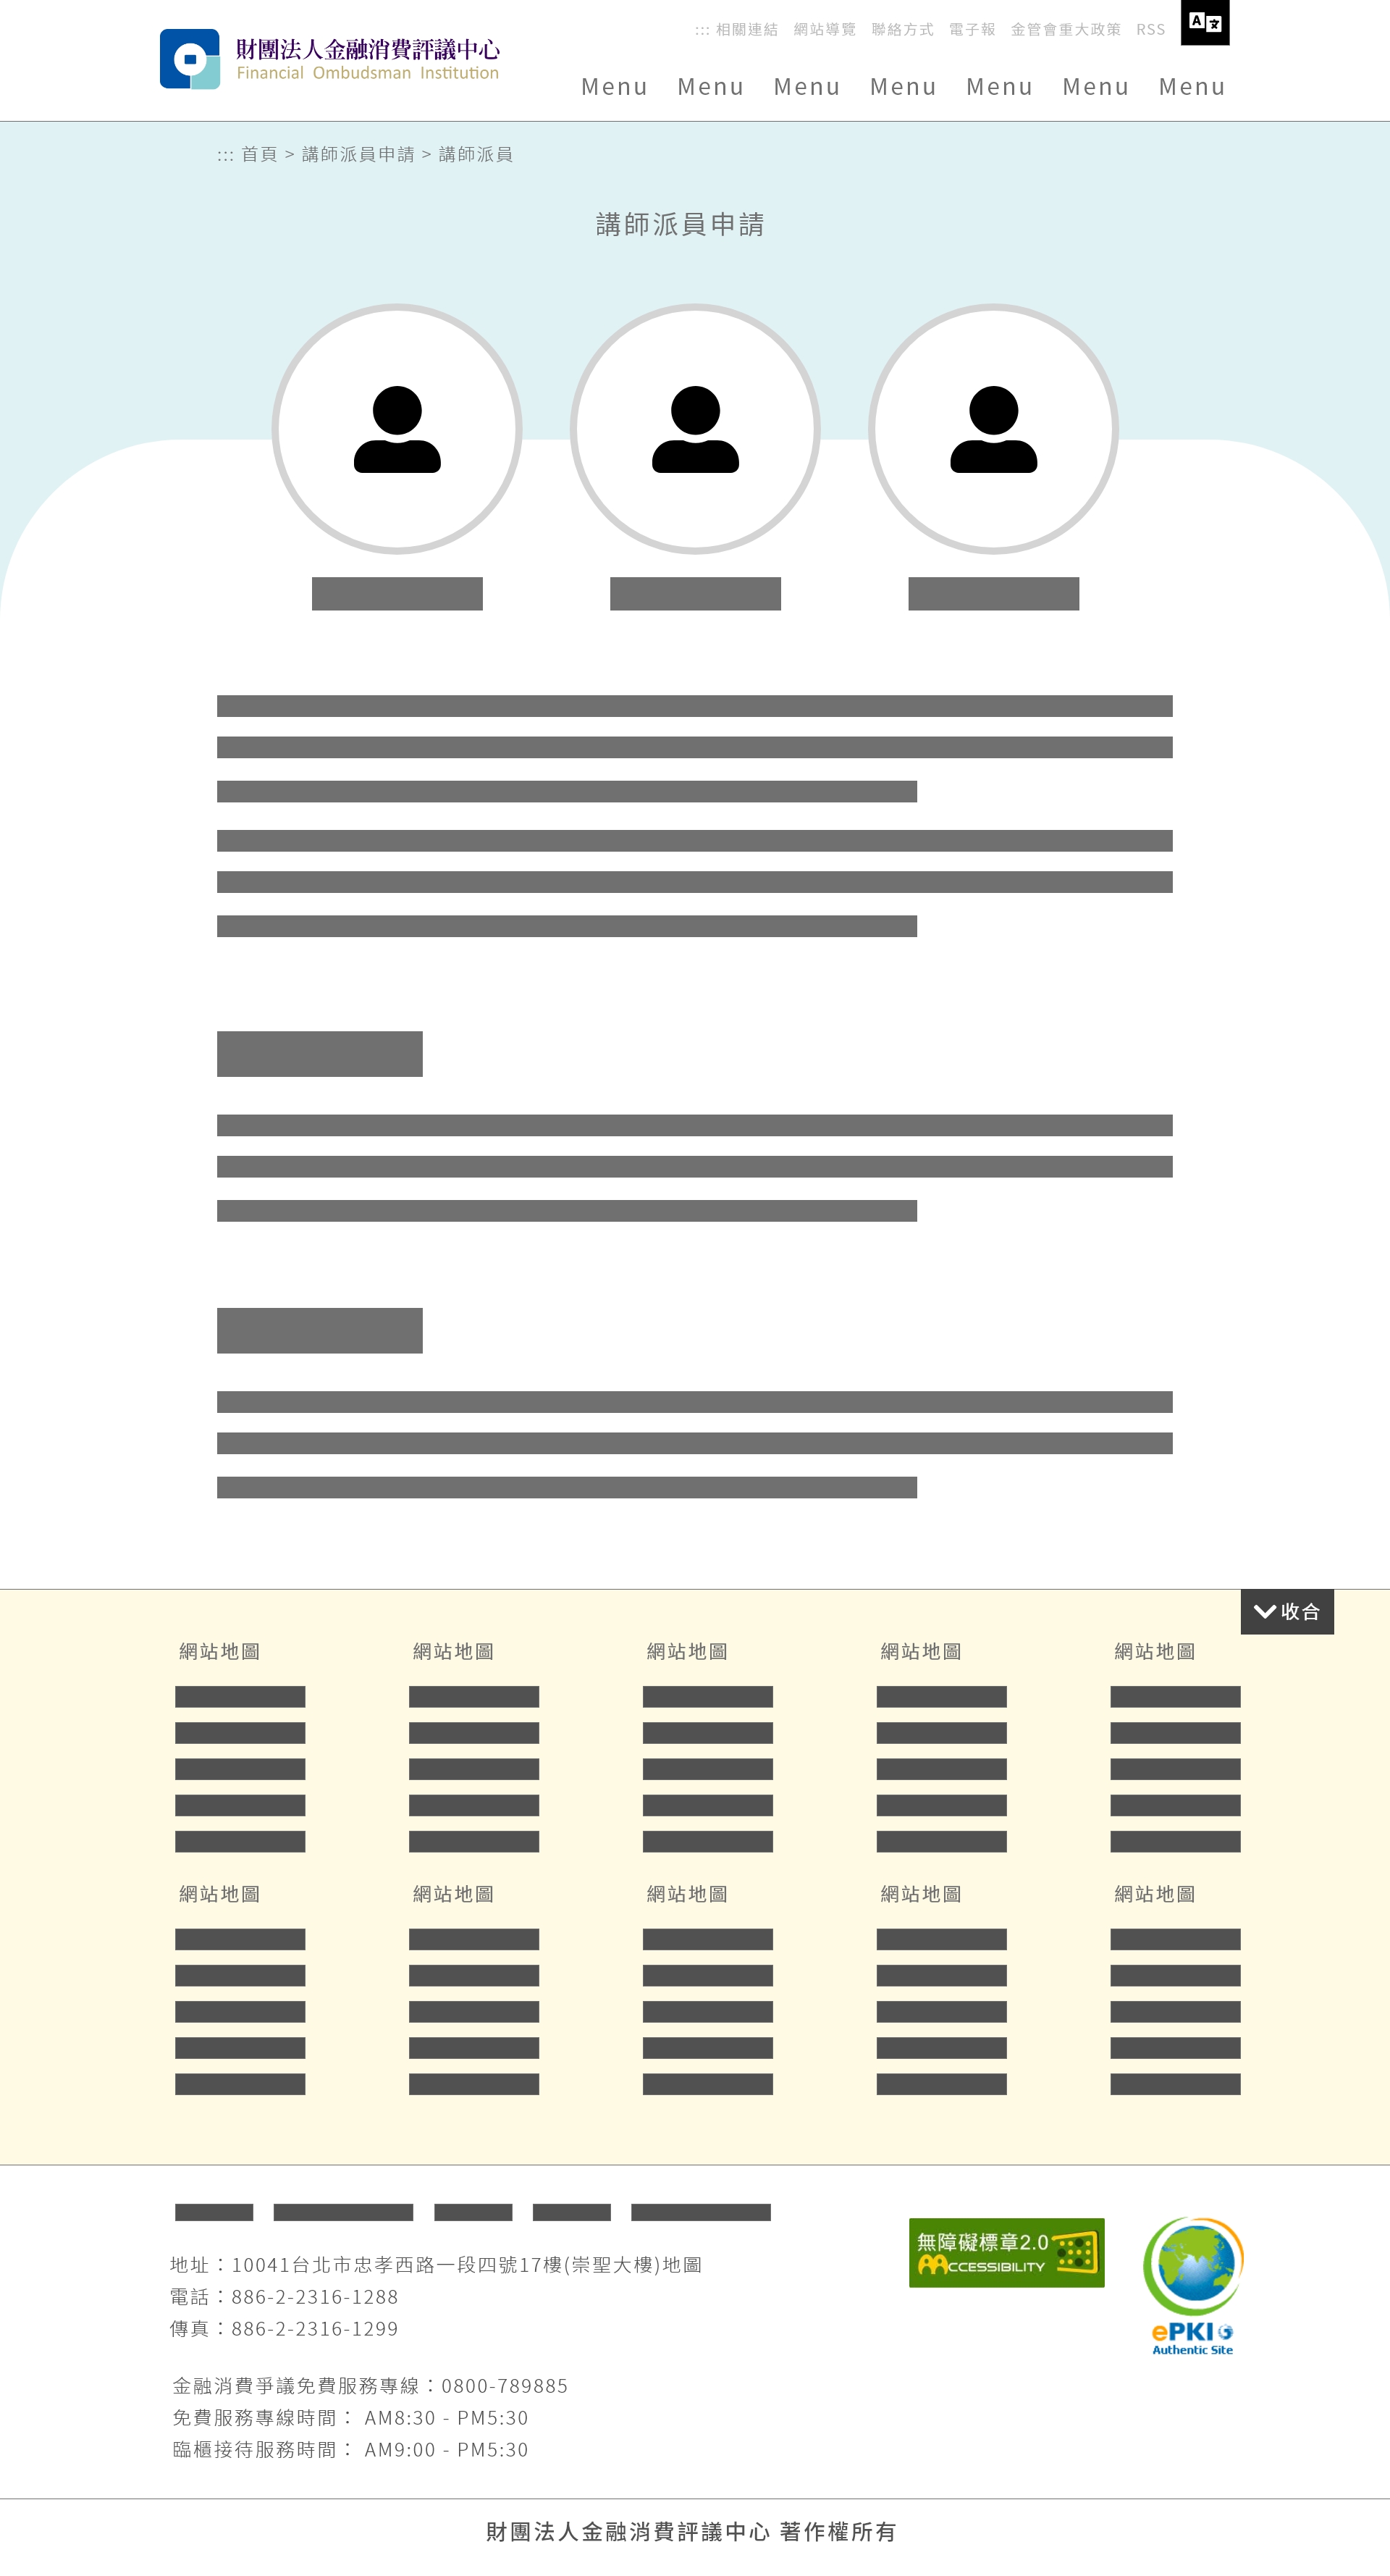 ::: 相關連結 網站導覽 聯絡方式 電子報 金管會重大政策 RSS
A 文
財團法人金融消費評議中心
Financial Ombudsman Institution
Menu Menu Menu Menu Menu Menu Menu
::: 首頁 > 講師派員申請 > 講師派員
講師派員申請
收合
網站地圖 網站地圖 網站地圖 網站地圖 網站地圖
網站地圖 網站地圖 網站地圖 網站地圖 網站地圖
地址：10041台北市忠孝西路一段四號17樓(崇聖大樓)地圖
電話：886-2-2316-1288
傳真：886-2-2316-1299
無障礙標章2.0
ACCESSIBILITY
ePKI
Authentic Site
金融消費爭議免費服務專線：0800-789885
免費服務專線時間： AM8:30 - PM5:30
臨櫃接待服務時間： AM9:00 - PM5:30
財團法人金融消費評議中心 著作權所有